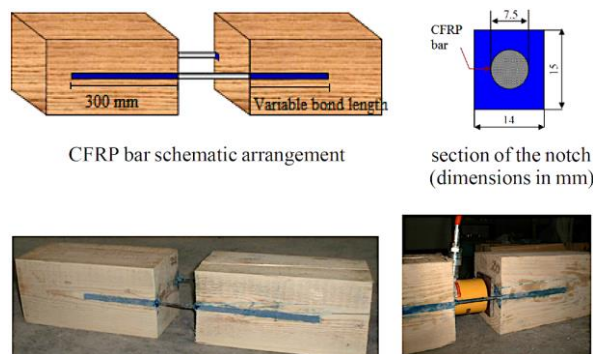 7.5
CFRP
bar
15
14
300 mm
Variable bond length
CFRP bar schematic arrangement
section of the notch
(dimensions in mm)